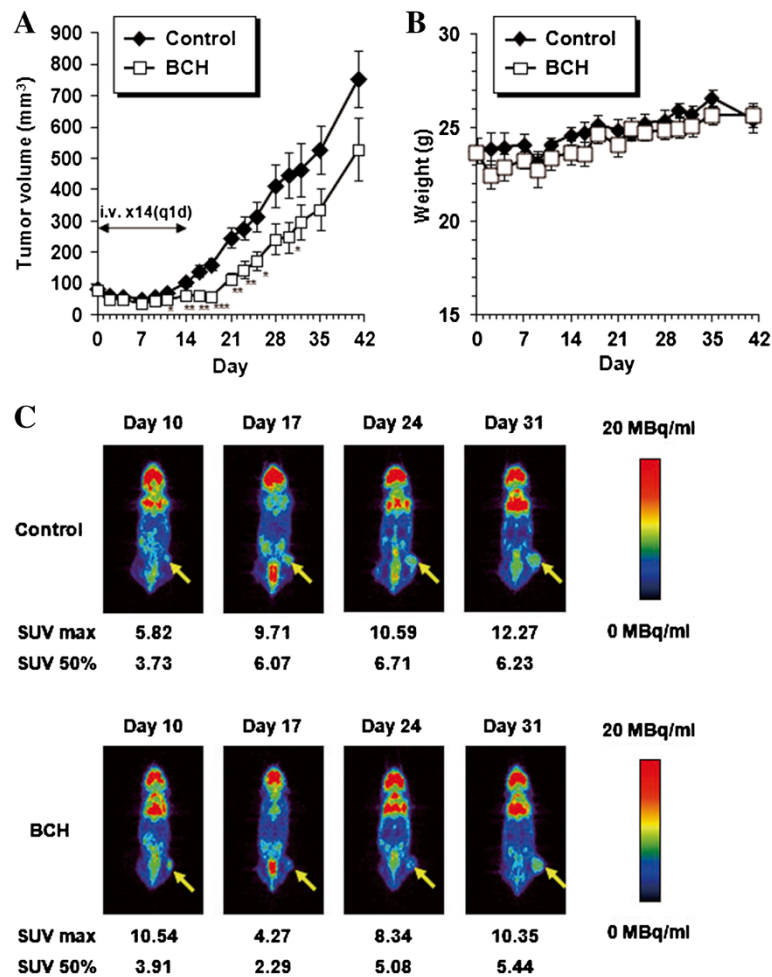 A
Control
BCH
Tumor volume (mm³)
900
800
700
600
500
400
300
200
100
0
i.v. x14(q1d)
*
**
**
***
**
**
*
*
0 7 14 21 28 35 42
Day
B
Control
BCH
Weight (g)
30
25
20
15
0 7 14 21 28 35 42
Day
C
Day 10 Day 17 Day 24 Day 31
20 MBq/ml
Control
0 MBq/ml
SUV max 5.82 9.71 10.59 12.27
SUV 50% 3.73 6.07 6.71 6.23
Day 10 Day 17 Day 24 Day 31
20 MBq/ml
BCH
0 MBq/ml
SUV max 10.54 4.27 8.34 10.35
SUV 50% 3.91 2.29 5.08 5.44